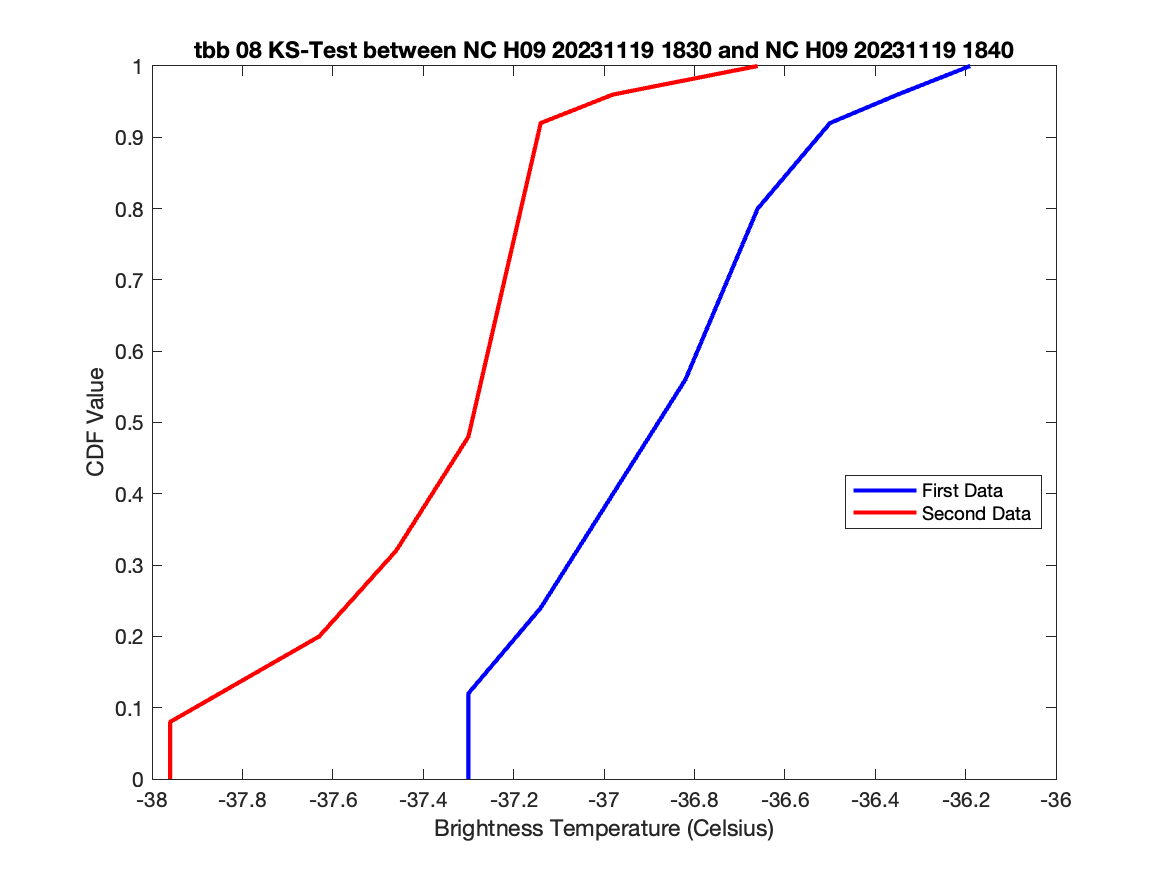 tbb 08 KS-Test between NC H09 20231119 1830 and NC H09 20231119 1840
1
0.9
0.8
0.7
0.6
0.5
0.4
0.3
0.2
0.1
0
CDF Value
First Data
Second Data
-38 -37.8 -37.6 -37.4 -37.2 -37 -36.8 -36.6 -36.4 -36.2 -36
Brightness Temperature (Celsius)